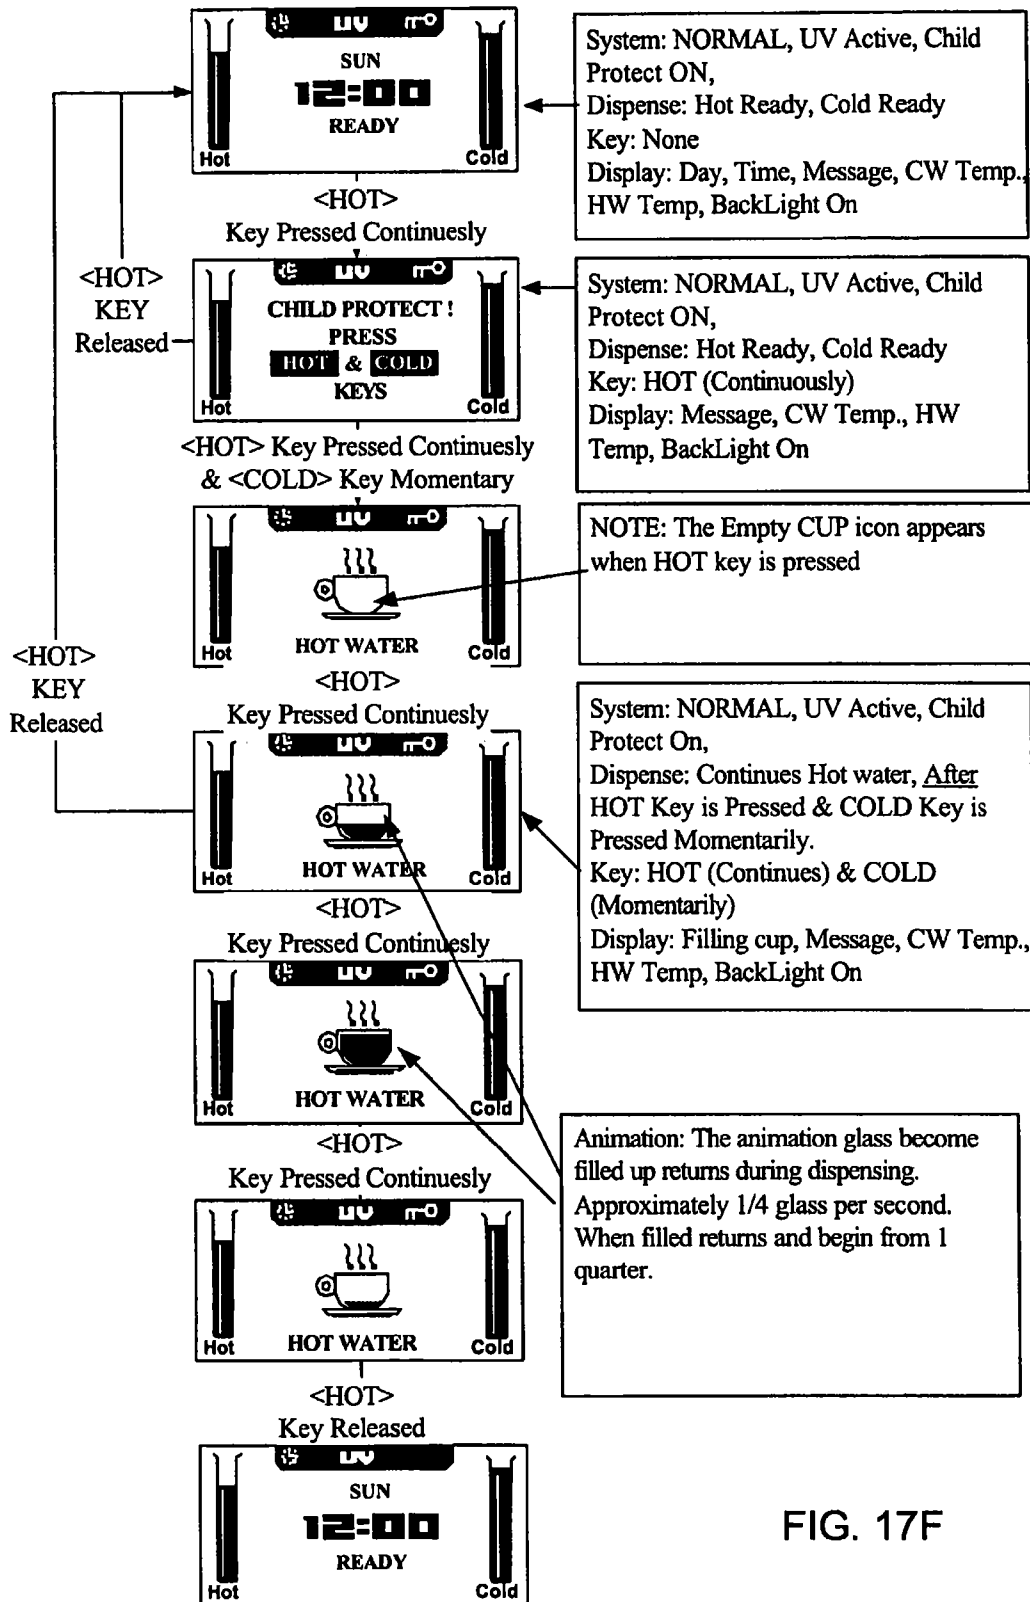 UV
SUN
12:00
READY
Hot
Cold
System: NORMAL, UV Active, Child
Protect ON,
Dispense: Hot Ready, Cold Ready
Key: None
Display: Day, Time, Message, CW Temp.,
HW Temp, BackLight On
<HOT>
Key Pressed Continuesly
<HOT>
KEY
Released
UV
CHILD PROTECT !
PRESS
HOT & COLD
KEYS
Hot
Cold
System: NORMAL, UV Active, Child
Protect ON,
Dispense: Hot Ready, Cold Ready
Key: HOT (Continuously)
Display: Message, CW Temp., HW
Temp, BackLight On
<HOT> Key Pressed Continuesly
& <COLD> Key Momentary
UV
HOT WATER
Hot
Cold
NOTE: The Empty CUP icon appears
when HOT key is pressed
<HOT>
KEY
Released
<HOT>
Key Pressed Continuesly
UV
HOT WATER
Hot
Cold
System: NORMAL, UV Active, Child
Protect On,
Dispense: Continues Hot water, After
HOT Key is Pressed & COLD Key is
Pressed Momentarily.
Key: HOT (Continues) & COLD
(Momentarily)
Display: Filling cup, Message, CW Temp.,
HW Temp, BackLight On
<HOT>
Key Pressed Continuesly
UV
HOT WATER
Hot
Cold
<HOT>
Key Pressed Continuesly
Animation: The animation glass become
filled up returns during dispensing.
Approximately 1/4 glass per second.
When filled returns and begin from 1
quarter.
UV
HOT WATER
Hot
Cold
<HOT>
Key Released
UV
SUN
12:00
READY
Hot
Cold
FIG. 17F